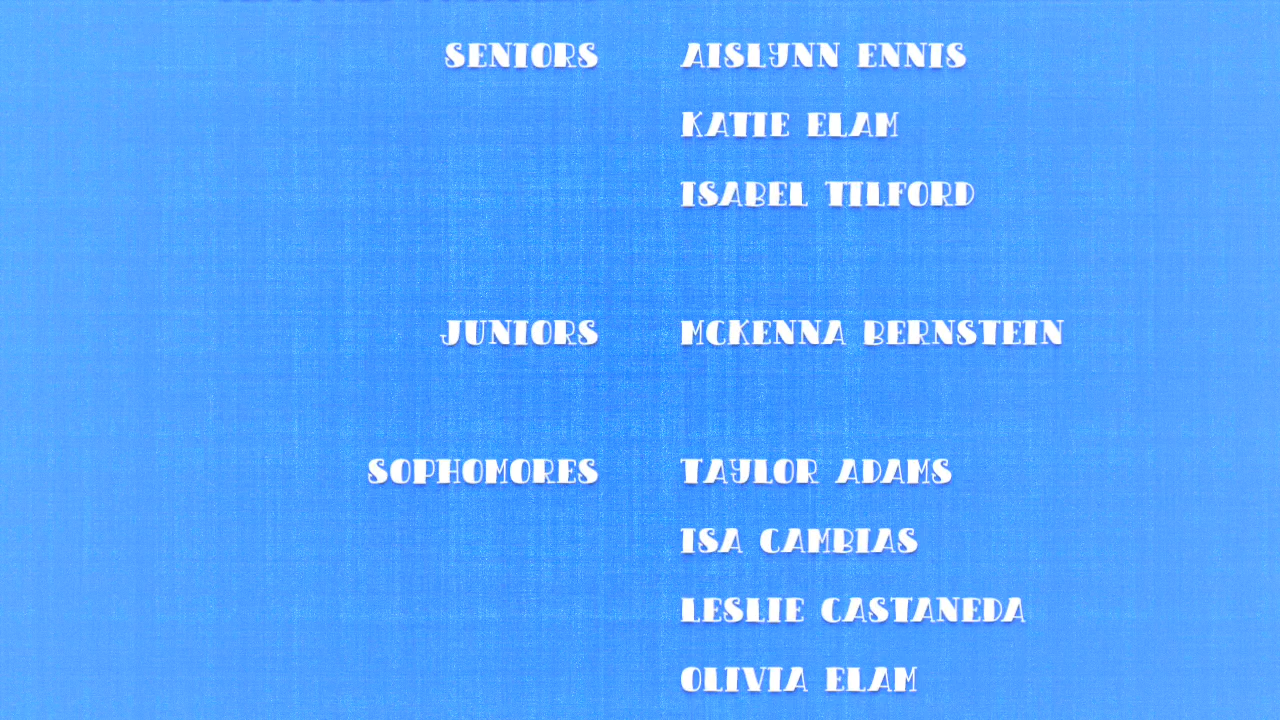 SENIORS AISLYNN ENNIS
KATIE ELAM
ISABEL TILFORD
JUNIORS MCKENNA BERNSTEIN
SOPHOMORES TAYLOR ADAMS
ISA CAMBIAS
LESLIE CASTANEDA
OLIVIA ELAM